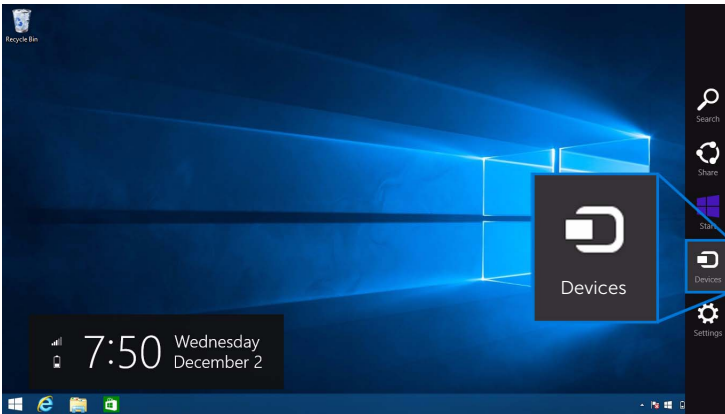 Recycle Bin
Search
Share
Start
Devices
Devices
Settings
7:50
Wednesday
December 2